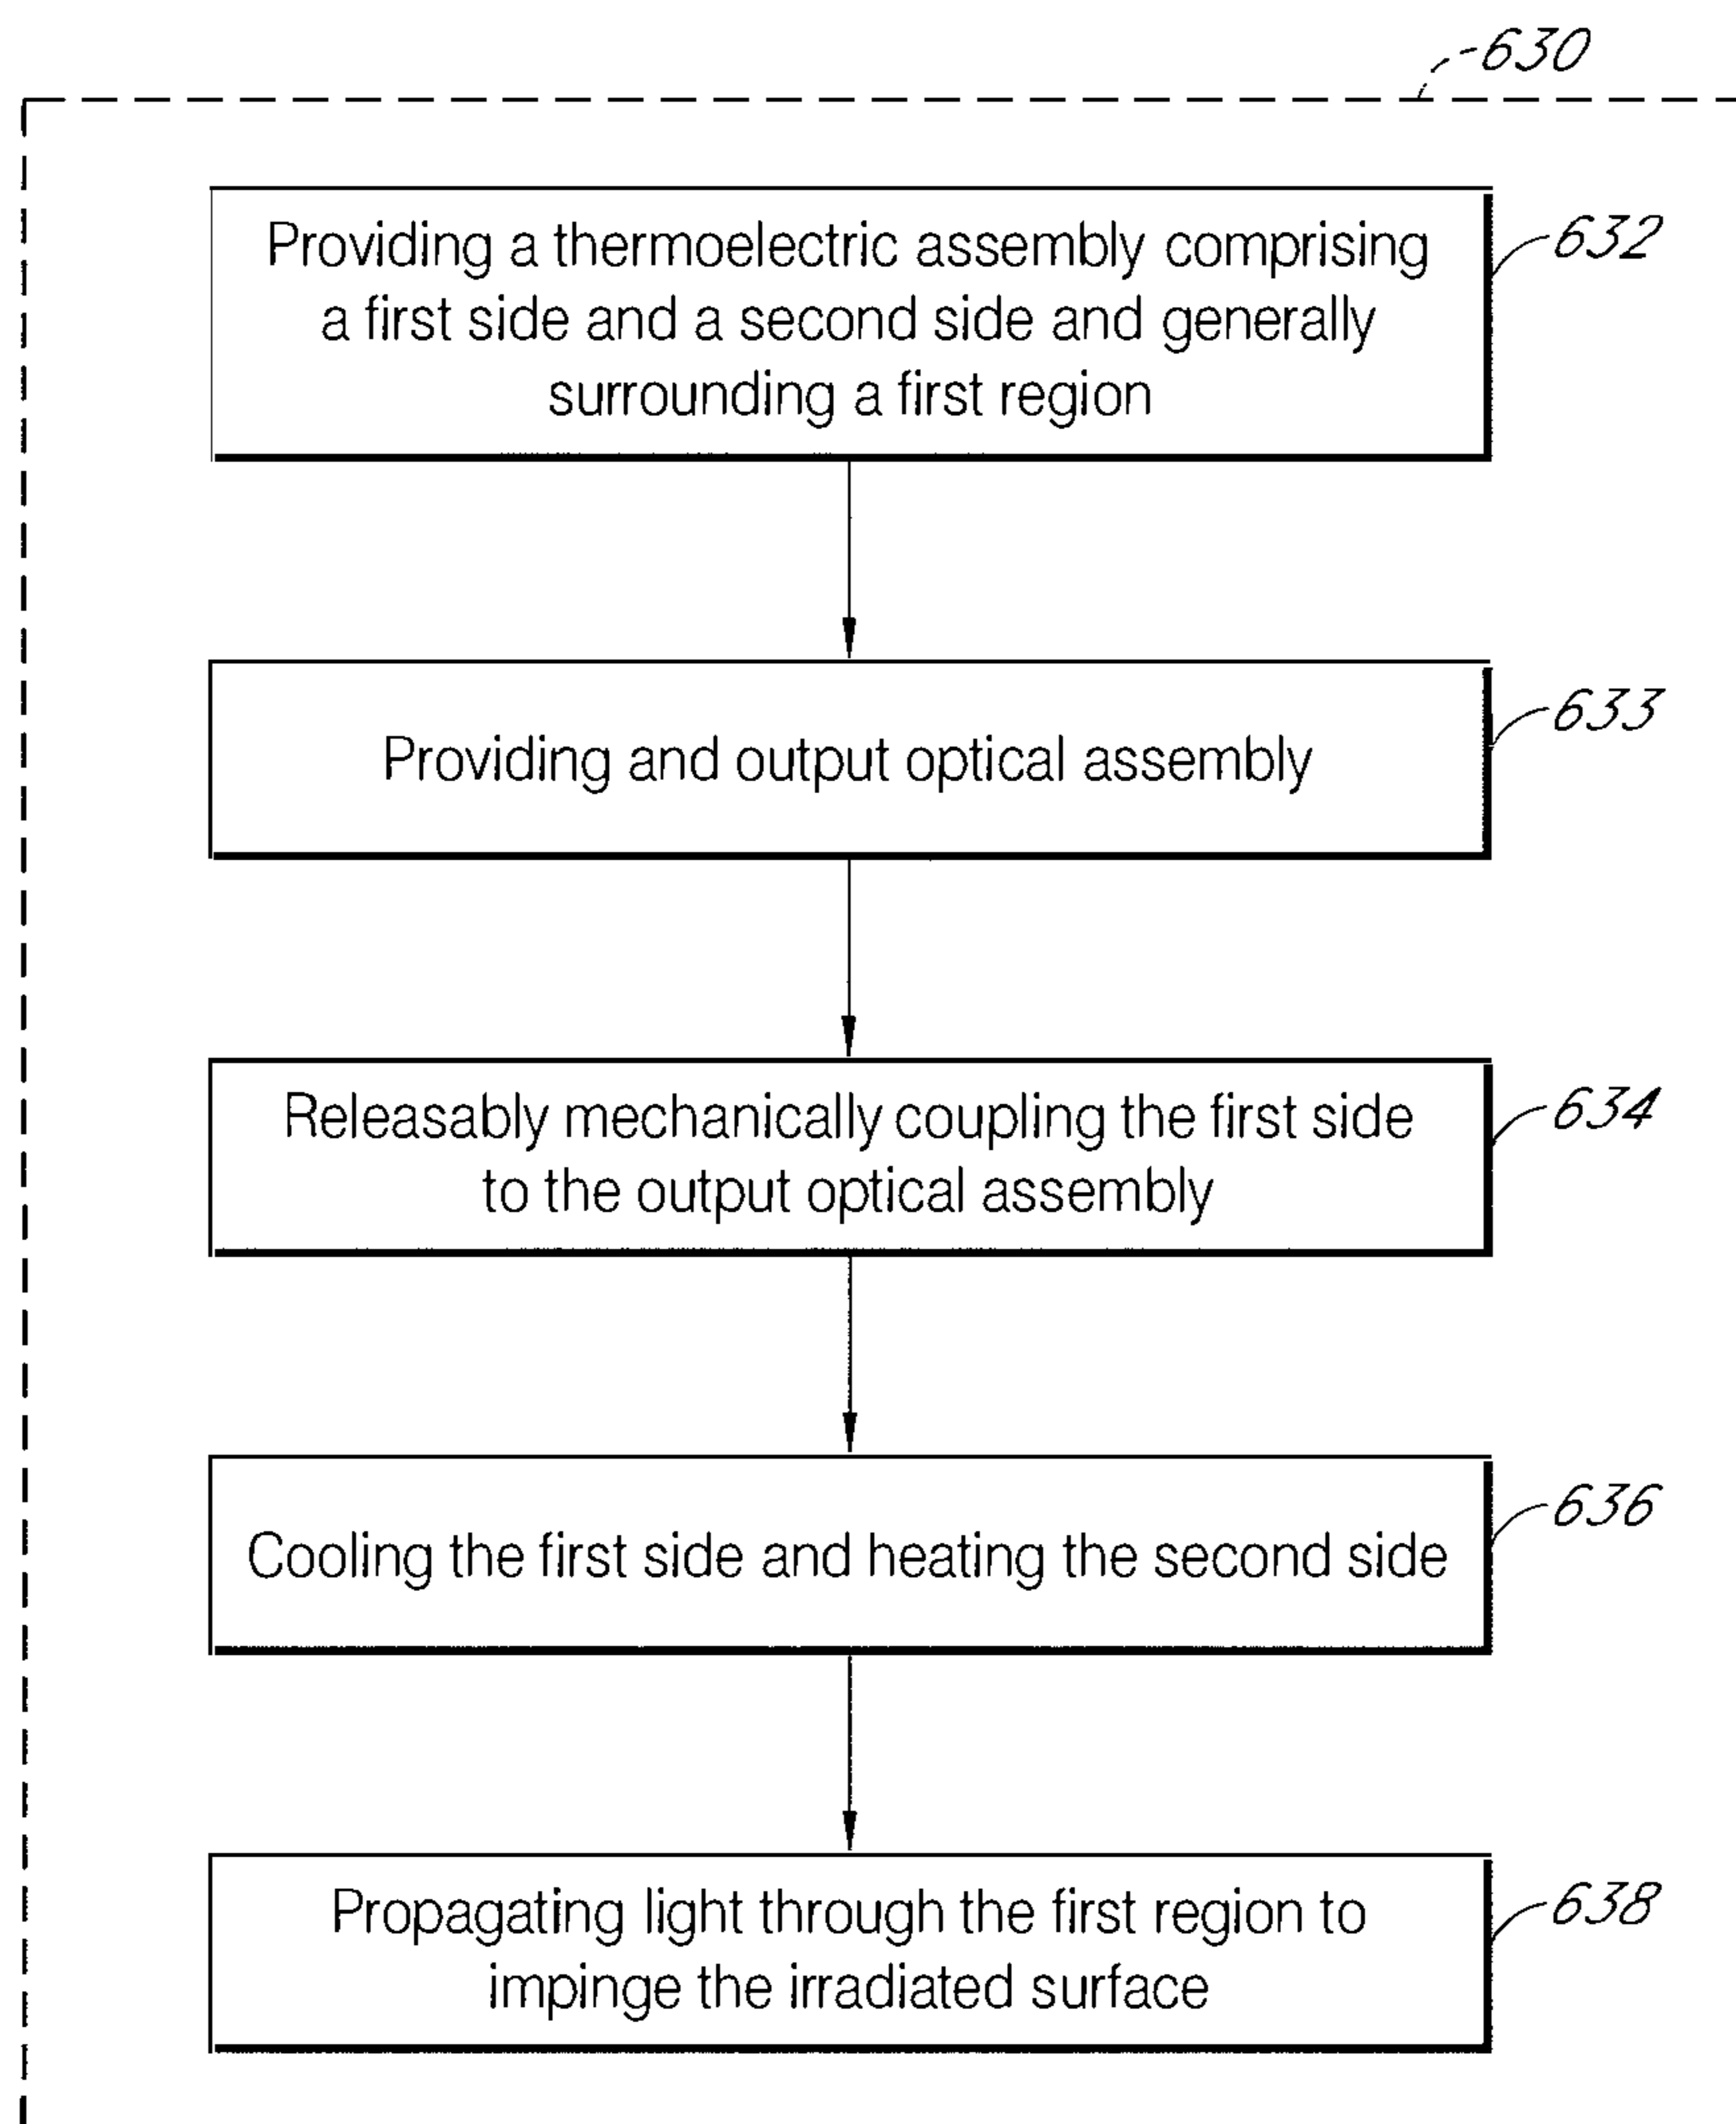 630
Providing a thermoelectric assembly comprising
a first side and a second side and generally
surrounding a first region
632
Providing and output optical assembly
633
Releasably mechanically coupling the first side
to the output optical assembly
634
Cooling the first side and heating the second side
636
Propagating light through the first region to
impinge the irradiated surface
638